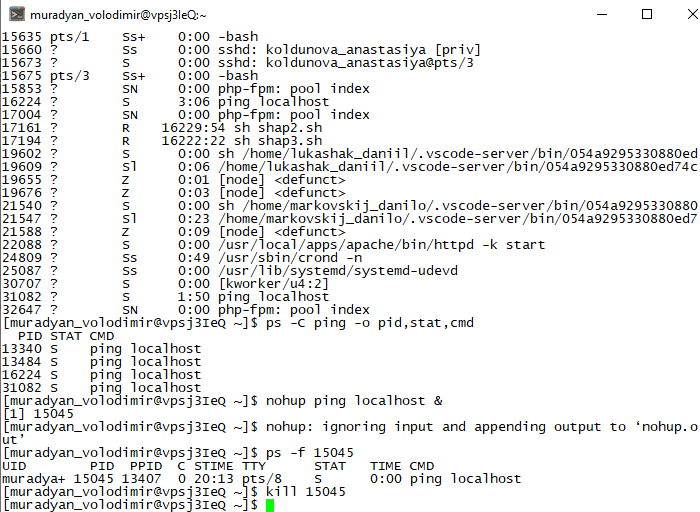 muradyan_volodimir@vpsj3IeQ:~
15635 pts/1    Ss+    0:00 -bash
15660 ?        Ss     0:00 sshd: koldunova_anastasiya [priv]
15673 ?        S      0:00 sshd: koldunova_anastasiya@pts/3
15675 pts/3    Ss+    0:00 -bash
15853 ?        SN     0:00 php-fpm: pool index
16224 ?        S      3:06 ping localhost
17004 ?        SN     0:00 php-fpm: pool index
17161 ?        R    16229:54 sh shap2.sh
17194 ?        R    16222:22 sh shap3.sh
19602 ?        S      0:00 sh /home/lukashak_daniil/.vscode-server/bin/054a9295330880ed
19609 ?        Sl     0:06 /home/lukashak_daniil/.vscode-server/bin/054a9295330880ed74c
19655 ?        Z      0:01 [node] <defunct>
19676 ?        Z      0:03 [node] <defunct>
21540 ?        S      0:00 sh /home/markovskij_danilo/.vscode-server/bin/054a9295330880
21547 ?        Sl     0:23 /home/markovskij_danilo/.vscode-server/bin/054a9295330880ed7
21588 ?        Z      0:09 [node] <defunct>
22088 ?        S      0:00 /usr/local/apps/apache/bin/httpd -k start
24809 ?        Ss     0:49 /usr/sbin/crond -n
25087 ?        Ss     0:00 /usr/lib/systemd/systemd-udevd
30707 ?        S      0:00 [kworker/u4:2]
31082 ?        S      1:50 ping localhost
32647 ?        SN     0:00 php-fpm: pool index
[muradyan_volodimir@vpsj3IeQ ~]$ ps -C ping -o pid,stat,cmd
  PID STAT CMD
13340 S    ping localhost
13484 S    ping localhost
16224 S    ping localhost
31082 S    ping localhost
[muradyan_volodimir@vpsj3IeQ ~]$ nohup ping localhost &
[1] 15045
[muradyan_volodimir@vpsj3IeQ ~]$ nohup: ignoring input and appending output to ‘nohup.o
ut’
[muradyan_volodimir@vpsj3IeQ ~]$ ps -f 15045
UID        PID  PPID  C STIME TTY      STAT   TIME CMD
muradya+ 15045 13407  0 20:13 pts/8    S      0:00 ping localhost
[muradyan_volodimir@vpsj3IeQ ~]$ kill 15045
[muradyan_volodimir@vpsj3IeQ ~]$